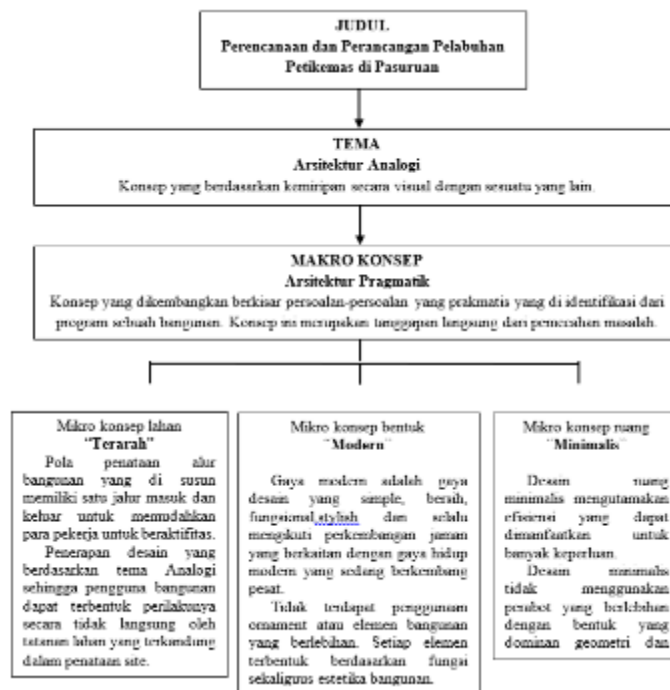 JUDUL
Perencanaan dan Perancangan Pelabuhan
Petikemas di Pasuruan
TEMA
Arsitektur Analogi
Konsep yang berdasarkan kemiripan secara visual dengan sesuatu yang lain.
MAKRO KONSEP
Arsitektur Pragmatik
Konsep yang dikembangkan berkisar persoalan-persoalan yang prakmatis yang di identifikasi dari
program sebuah bangunan. Konsep ini merupakan tanggapan langsung dari pemecahan masalah.
Mikro konsep lahan
"Terarah"
Pola penataan alur
bangunan yang di susun
memiliki satu jalur masuk dan
keluar untuk memudahkan
para pekerja untuk beraktifitas.
Penerapan desain yang
berdasarkan tema Analogi
sehingga pengguna bangunan
dapat terbentuk perilakunya
secara tidak langsung oleh
tatanan lahan yang terkandung
dalam penataan site.
Mikro konsep bentuk
"Modern"
Gaya modern adalah gaya
desain yang simple, bersih,
fungsional,stylish dan selalu
mengikuti perkembangan jaman
yang berkaitan dengan gaya hidup
modern yang sedang berkembang
pesat.
Tidak terdapat penggunaan
ornament atau elemen bangunan
yang berlebihan. Setiap elemen
terbentuk berdasarkan fungsi
sekaligus estetika bangunan.
Mikro konsep ruang
"Minimalis"
Desain ruang
minimalis mengutamakan
efisiensi yang dapat
dimanfaatkan untuk
banyak keperluan.
Desain minimalis
tidak menggunakan
perabot yang berlebihan
dengan bentuk yang
dominan geometri dan